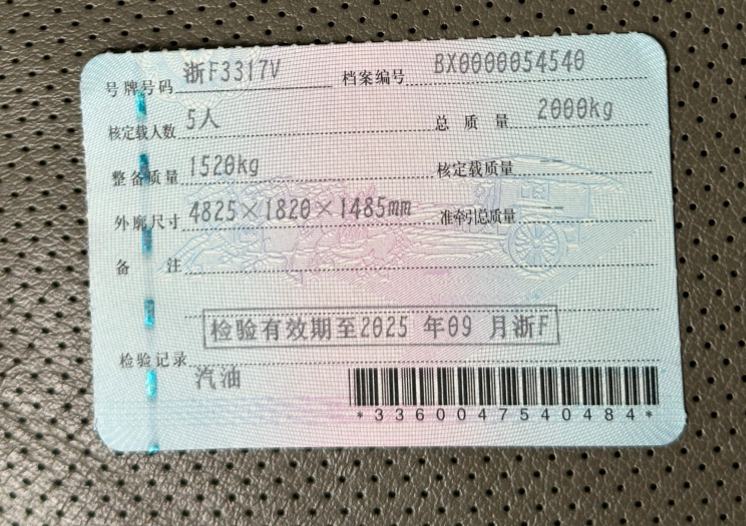 号牌号码 浙F3317V 档案编号 BX0000054540
核定载人数 5人 总质量 2000kg
整备质量 1520kg 核定载质量 --
外廓尺寸 4825×1820×1485mm 准牵引总质量 --
备注
检验有效期至2025年09月浙F
检验记录
汽油
*3360047540484*